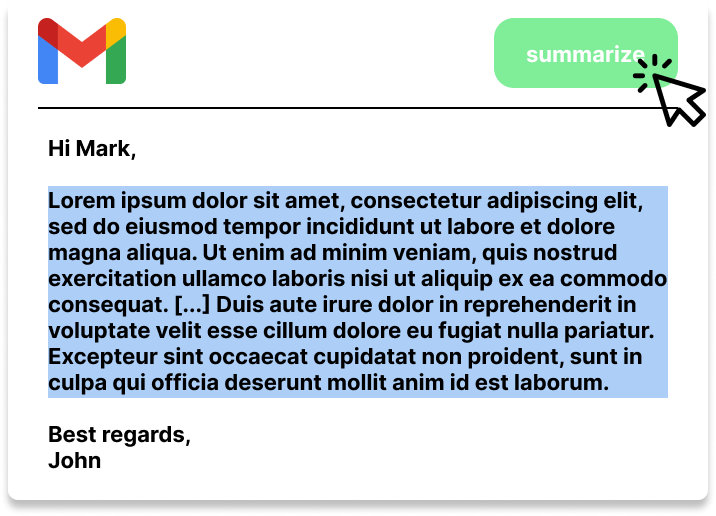 summarize
Hi Mark,
Lorem ipsum dolor sit amet, consectetur adipiscing elit,
sed do eiusmod tempor incididunt ut labore et dolore
magna aliqua. Ut enim ad minim veniam, quis nostrud
exercitation ullamco laboris nisi ut aliquip ex ea commodo
consequat. [...] Duis aute irure dolor in reprehenderit in
voluptate velit esse cillum dolore eu fugiat nulla pariatur.
Excepteur sint occaecat cupidatat non proident, sunt in
culpa qui officia deserunt mollit anim id est laborum.
Best regards,
John